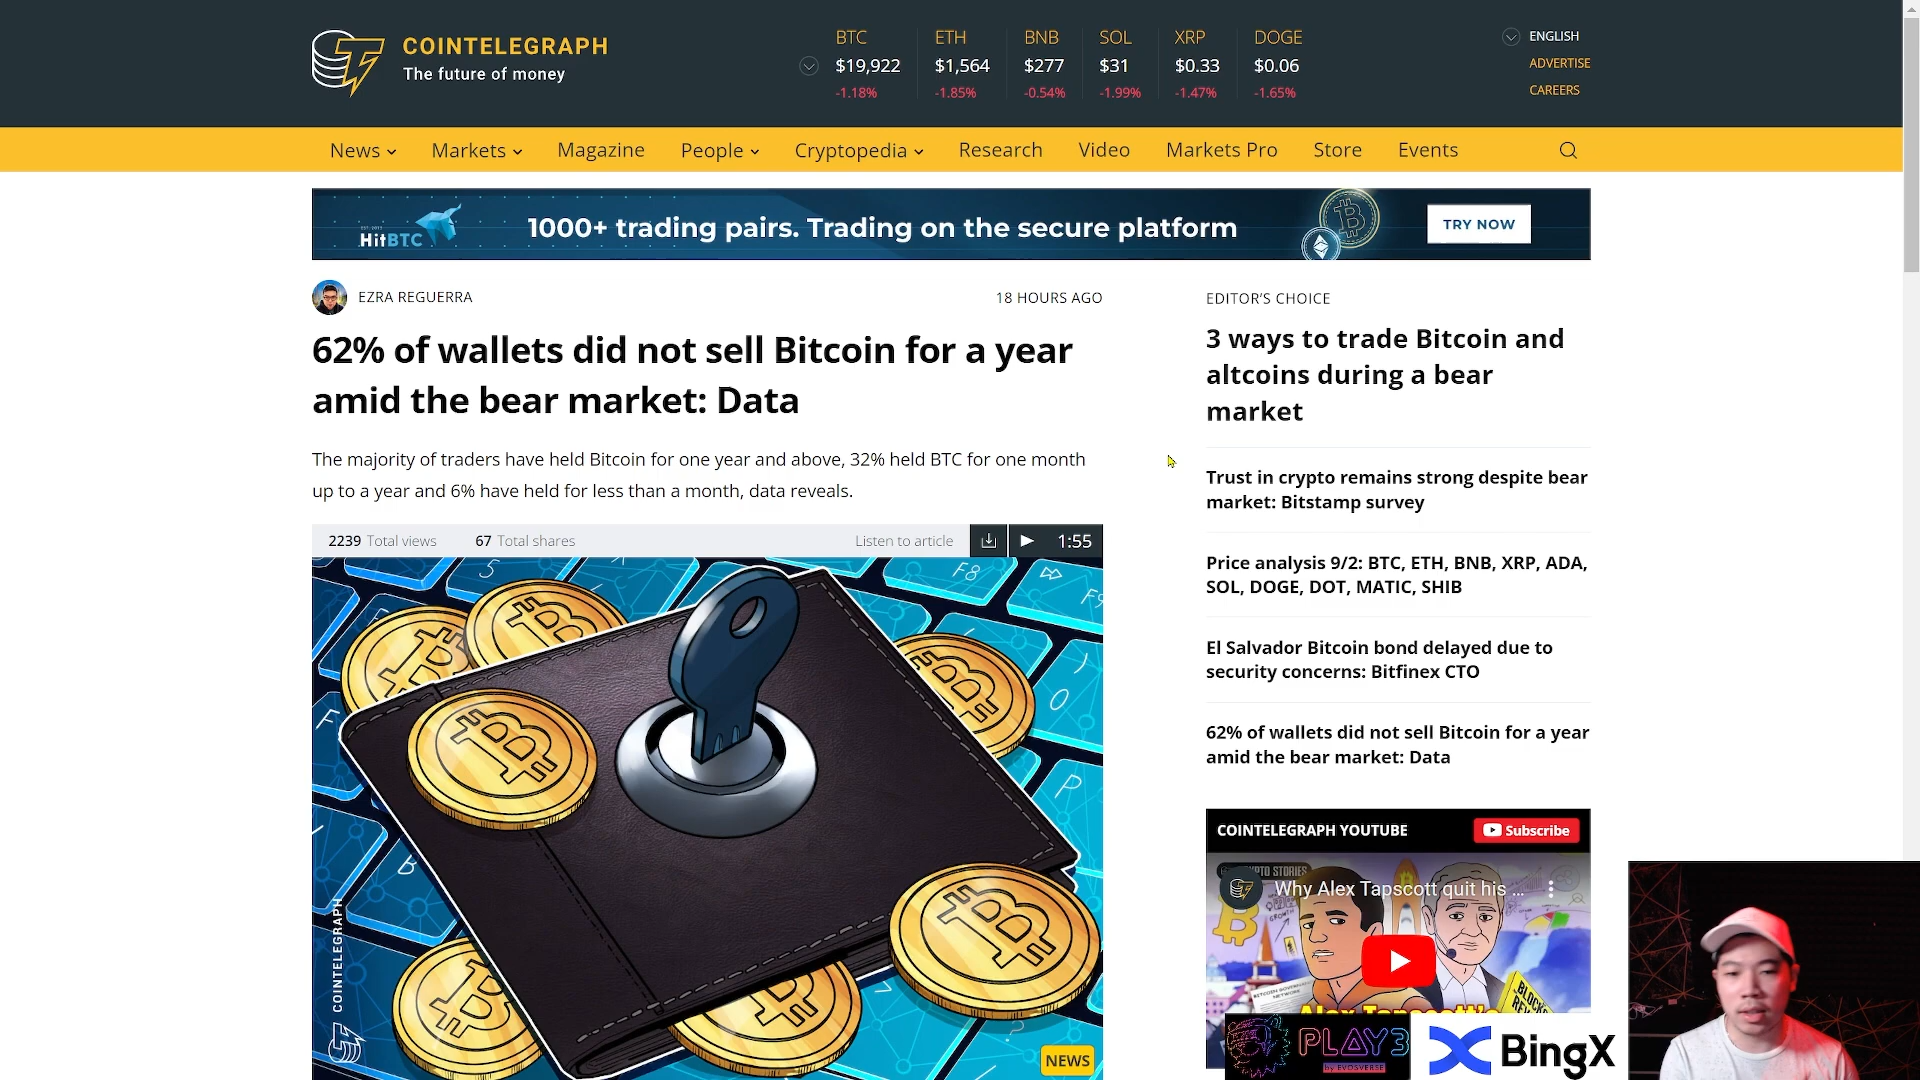 COINTELEGRAPH
The future of money
BTC ETH BNB SOL XRP DOGE
$19,922 $1,564 $277 $31 $0.33 $0.06
-1.18% -1.85% -0.54% -1.99% -1.47% -1.65%
ENGLISH
ADVERTISE
CAREERS
News Markets Magazine People Cryptopedia Research Video Markets Pro Store Events
HitBTC
1000+ trading pairs. Trading on the secure platform
TRY NOW
EZRA REGUERRA
18 HOURS AGO
62% of wallets did not sell Bitcoin for a year
amid the bear market: Data
The majority of traders have held Bitcoin for one year and above, 32% held BTC for one month
up to a year and 6% have held for less than a month, data reveals.
2239 Total views 67 Total shares Listen to article 1:55
F8
5
F
P
B
7
COINTELEGRAPH
NEWS
EDITOR'S CHOICE
3 ways to trade Bitcoin and
altcoins during a bear
market
Trust in crypto remains strong despite bear
market: Bitstamp survey
Price analysis 9/2: BTC, ETH, BNB, XRP, ADA,
SOL, DOGE, DOT, MATIC, SHIB
El Salvador Bitcoin bond delayed due to
security concerns: Bitfinex CTO
62% of wallets did not sell Bitcoin for a year
amid the bear market: Data
COINTELEGRAPH YOUTUBE
Subscribe
Why Alex Tapscott quit his ...
PLAY3
by EVOSVERSE
BingX